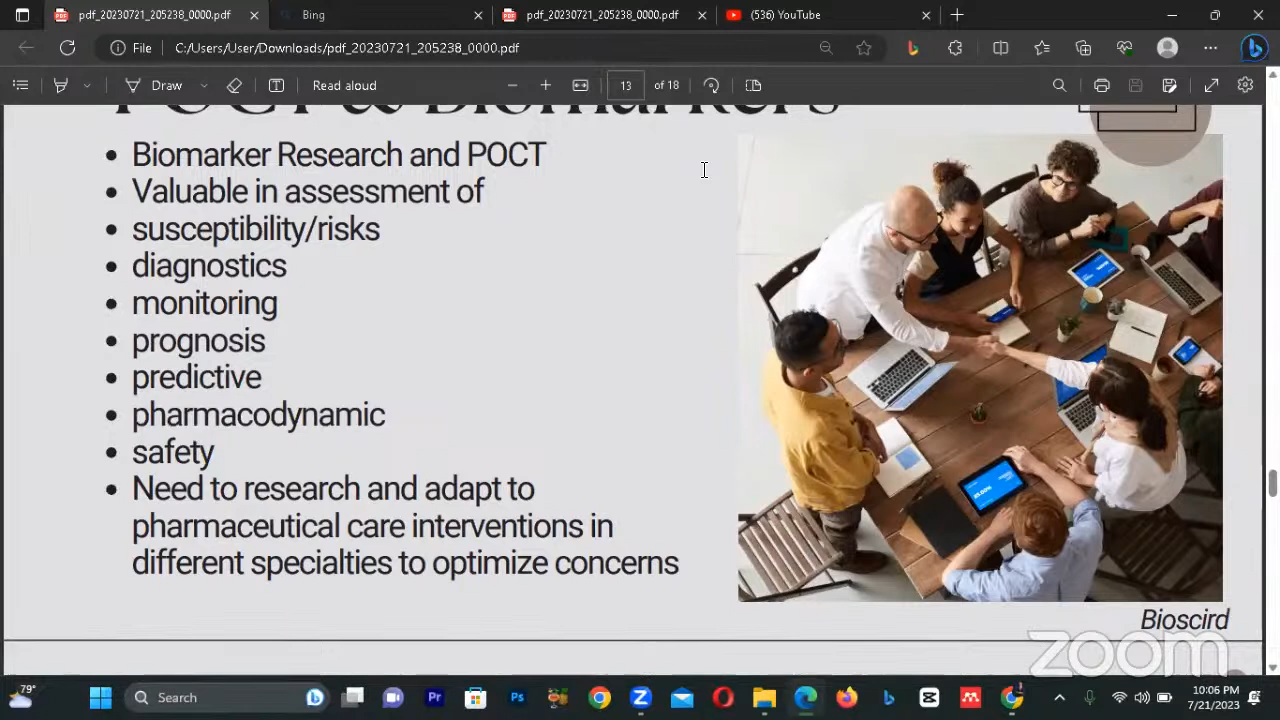 pdf_20230721_205238_0000.pdf
Bing
pdf_20230721_205238_0000.pdf
(516) YouTube
File
C:/Users/User/Downloads/pdf_20230721_205238_0000.pdf
Draw
Read aloud
13
of 18
POCT & Biomarkers
Biomarker Research and POCT
Valuable in assessment of
susceptibility/risks
diagnostics
monitoring
prognosis
predictive
pharmacodynamic
safety
Need to research and adapt to
pharmaceutical care interventions in
different specialties to optimize concerns
Bioscird
zoom
79°
Search
10:06 PM
7/21/2023